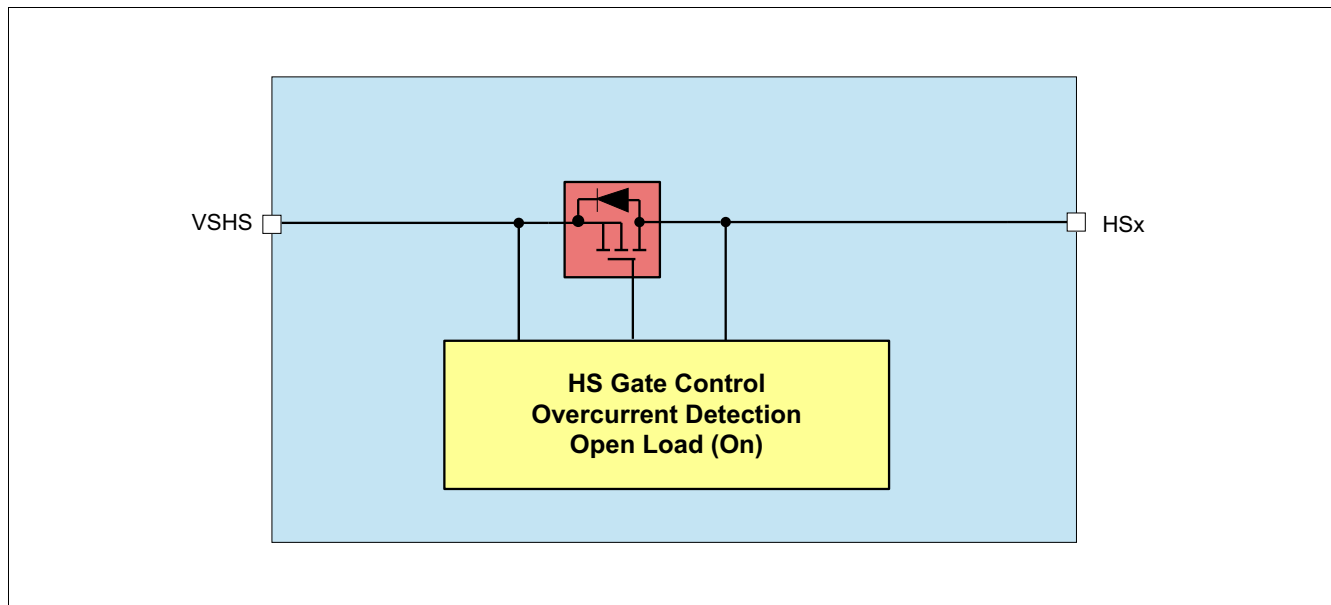 VSHS
HSx
HS Gate Control
Overcurrent Detection
Open Load (On)